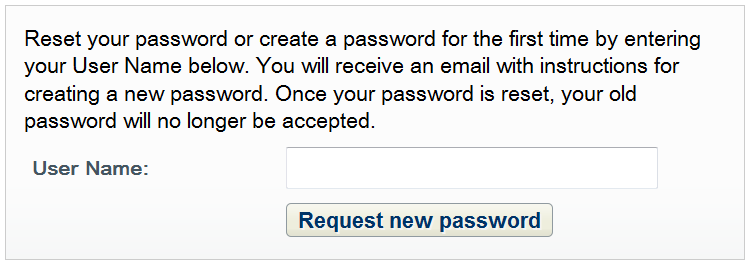 Reset your password or create a password for the first time by entering
your User Name below. You will receive an email with instructions for
creating a new password. Once your password is reset, your old
password will no longer be accepted.
User Name:
Request new password